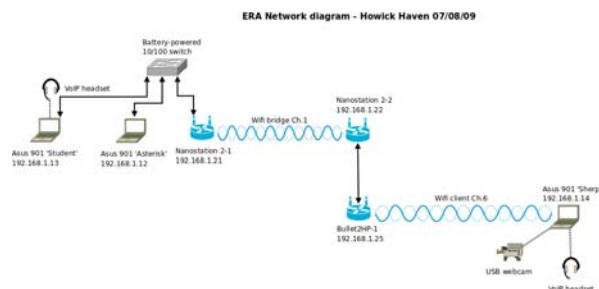 ERA Network diagram - Howick Haven 07/08/09
Battery-powered
10/100 switch
VoIP headset
Asus 901 'Student'
192.168.1.13
Asus 901 'Asterisk'
192.168.1.12
Nanostation 2-1
192.168.1.21
Wifi bridge Ch.1
Nanostation 2-2
192.168.1.22
Bullet2HP-1
192.168.1.25
Wifi client Ch.6
Asus 901 'Sherp
192.168.1.14
USB webcam
VoIP headset